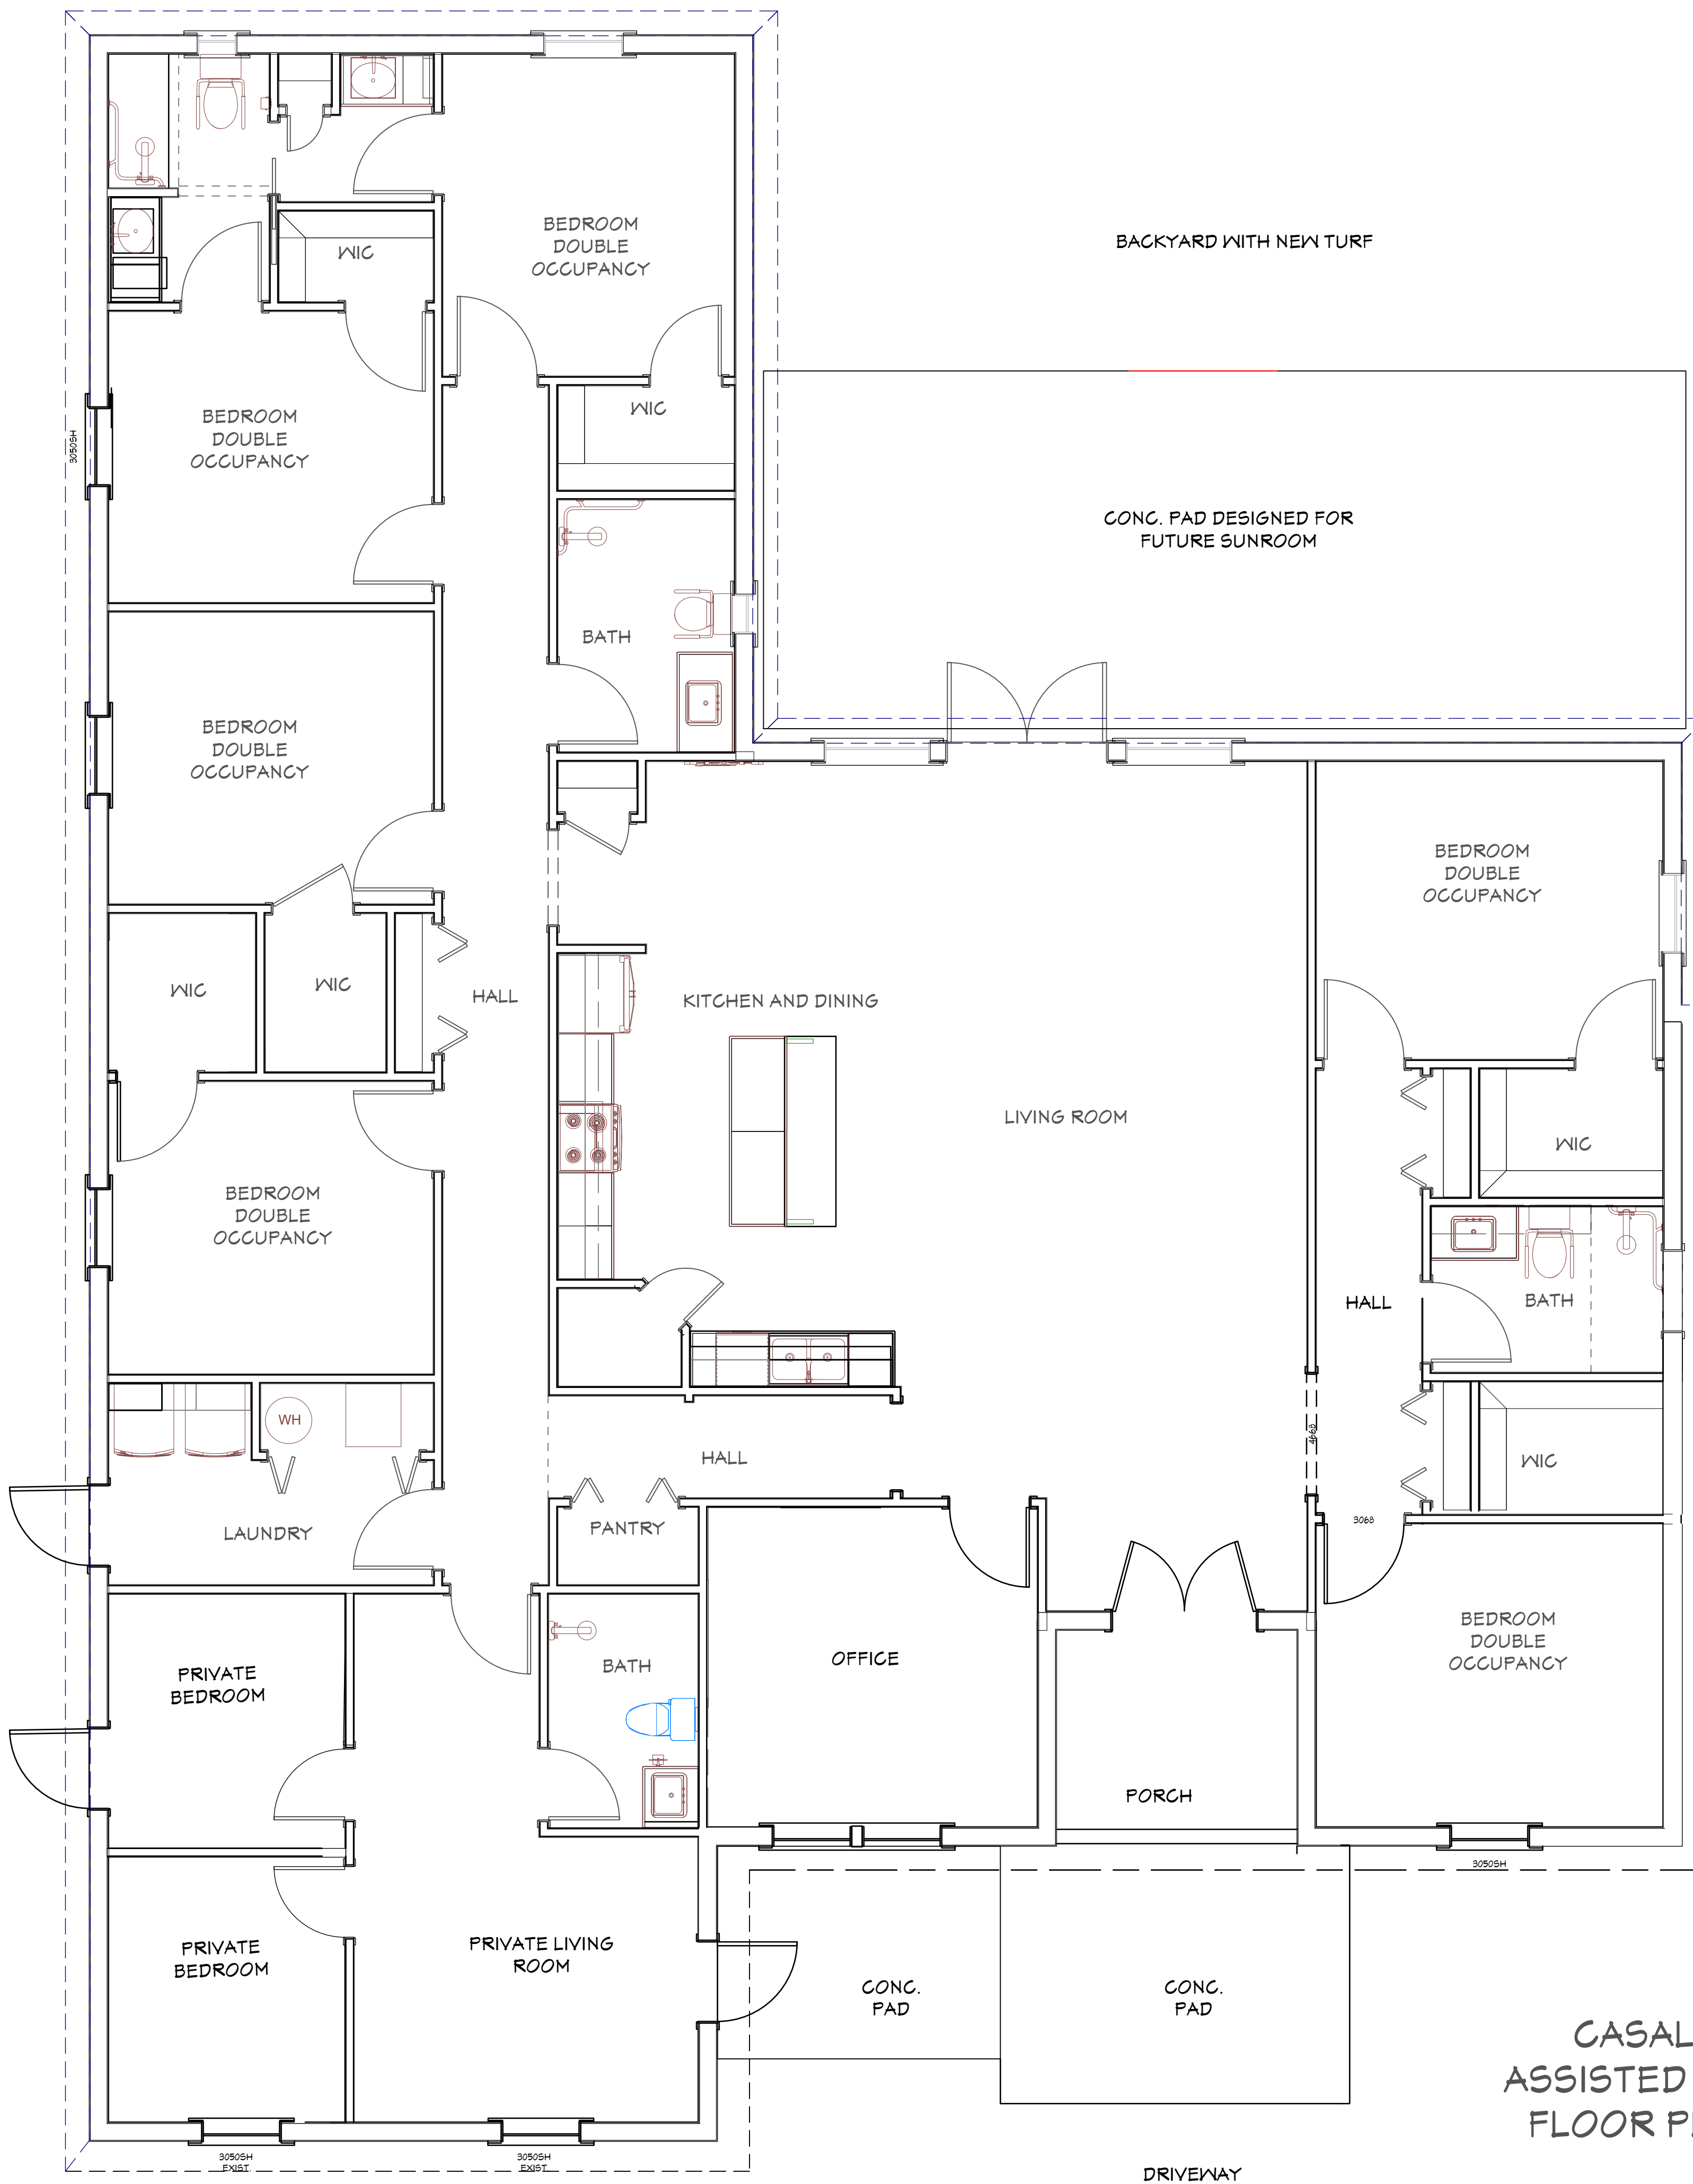 BEDROOM
DOUBLE
OCCUPANCY
WIC
BACKYARD WITH NEW TURF
BEDROOM
DOUBLE
OCCUPANCY
WIC
3050SH
CONC. PAD DESIGNED FOR
FUTURE SUNROOM
BATH
BEDROOM
DOUBLE
OCCUPANCY
BEDROOM
DOUBLE
OCCUPANCY
WIC
WIC
HALL
KITCHEN AND DINING
LIVING ROOM
WIC
BEDROOM
DOUBLE
OCCUPANCY
HALL
BATH
WH
4668
HALL
WIC
LAUNDRY
PANTRY
3068
BEDROOM
DOUBLE
OCCUPANCY
OFFICE
BATH
PRIVATE
BEDROOM
PORCH
3050SH
PRIVATE
BEDROOM
PRIVATE LIVING
ROOM
CONC.
PAD
CONC.
PAD
CASAL
ASSISTED
FLOOR
3050SH
EXIST.
3050SH
EXIST.
DRIVEWAY